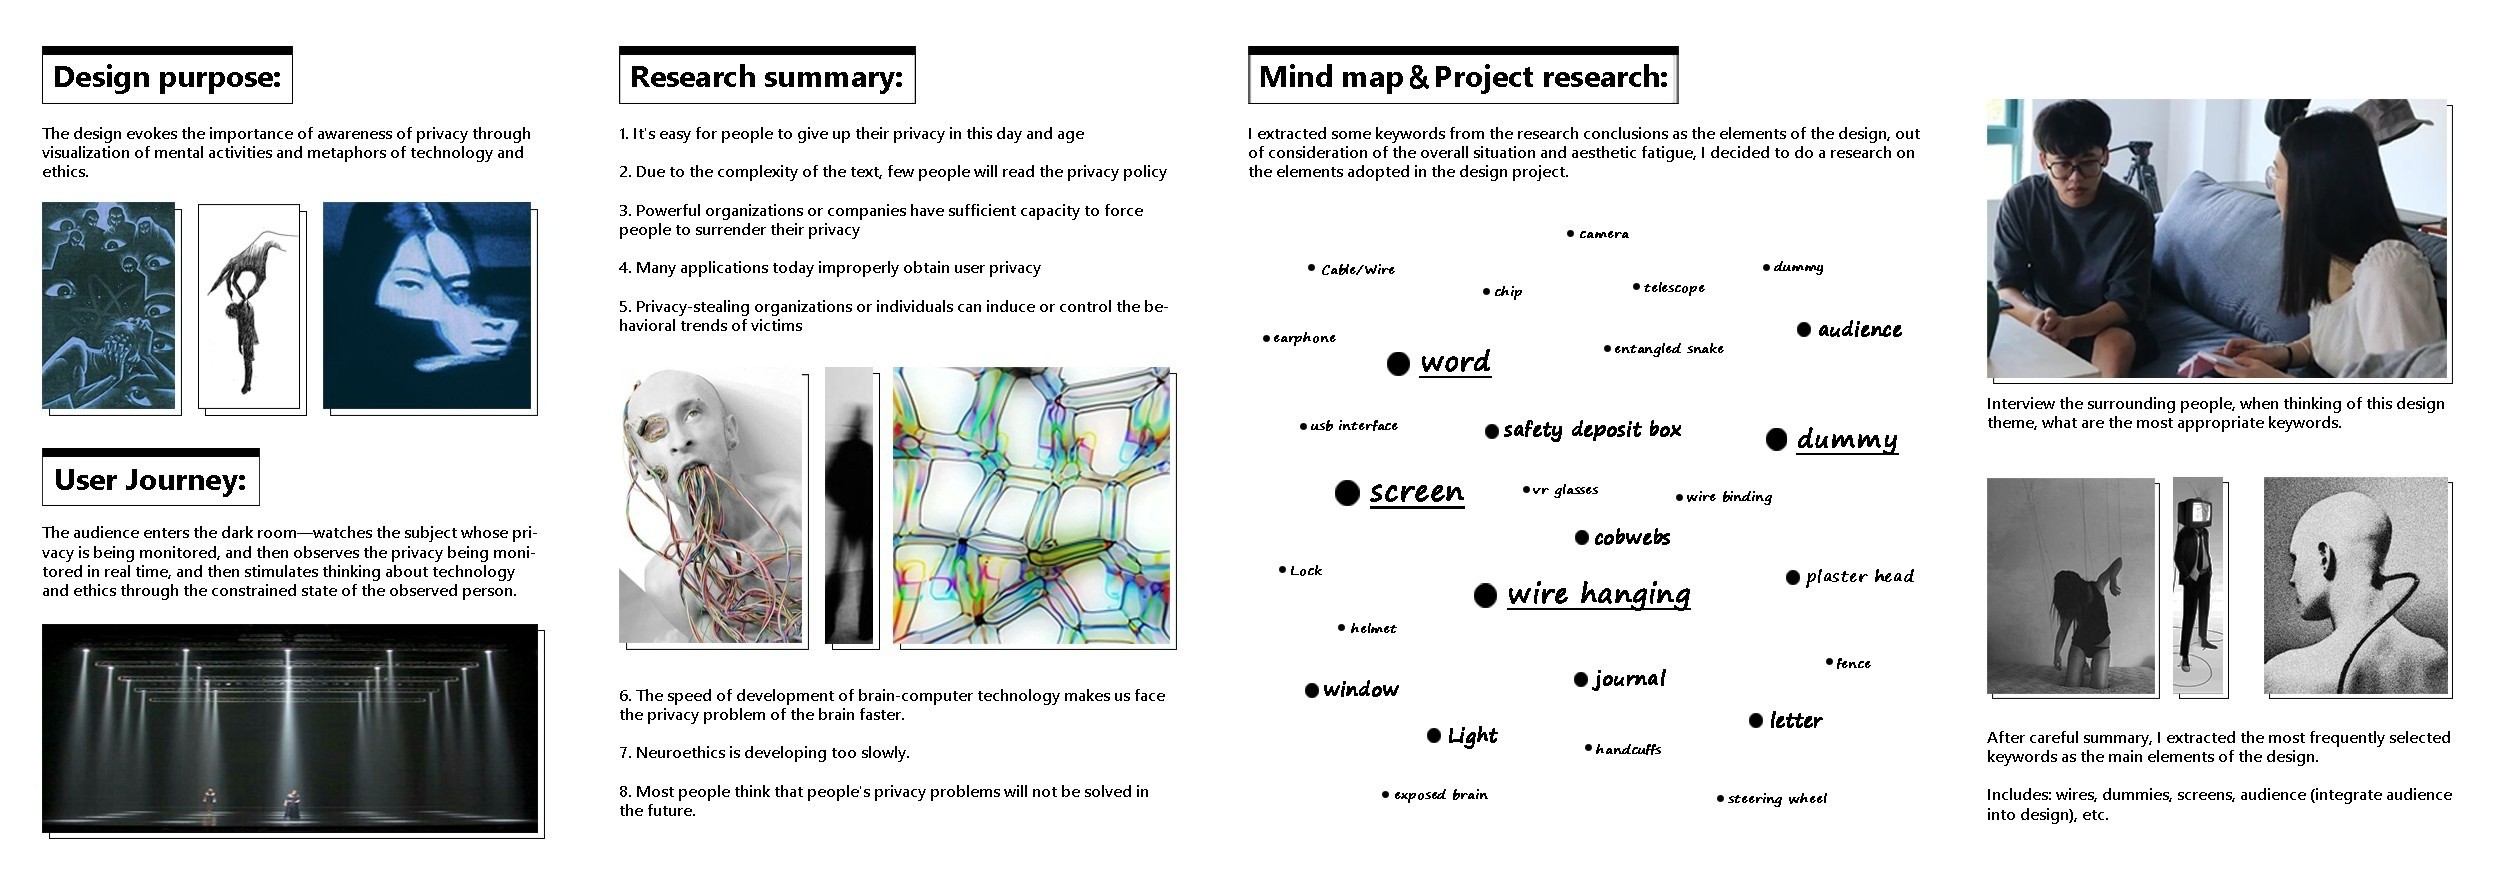 Design purpose:
The design evokes the importance of awareness of privacy through
visualization of mental activities and metaphors of technology and
ethics.
User Journey:
The audience enters the dark room—watches the subject whose pri-
vacy is being monitored, and then observes the privacy being moni-
tored in real time, and then stimulates thinking about technology
and ethics through the constrained state of the observed person.
Research summary:
1. It's easy for people to give up their privacy in this day and age
2. Due to the complexity of the text, few people will read the privacy policy
3. Powerful organizations or companies have sufficient capacity to force
people to surrender their privacy
4. Many applications today improperly obtain user privacy
5. Privacy-stealing organizations or individuals can induce or control the be-
havioral trends of victims
6. The speed of development of brain-computer technology makes us face
the privacy problem of the brain faster.
7. Neuroethics is developing too slowly.
8. Most people think that people's privacy problems will not be solved in
the future.
Mind map & Project research:
I extracted some keywords from the research conclusions as the elements of the design, out
of consideration of the overall situation and aesthetic fatigue, I decided to do a research on
the elements adopted in the design project.
camera
Cable/Wire
dummy
chip
telescope
audience
earphone
entangled snake
word
usb interface
safety deposit box
dummy
screen
vr glasses
wire binding
cobwebs
Lock
plaster head
wire hanging
helmet
fence
window
journal
letter
Light
handcuffs
exposed brain
steering wheel
Interview the surrounding people, when thinking of this design
theme, what are the most appropriate keywords.
After careful summary, I extracted the most frequently selected
keywords as the main elements of the design.
Includes: wires, dummies, screens, audience (integrate audience
into design), etc.